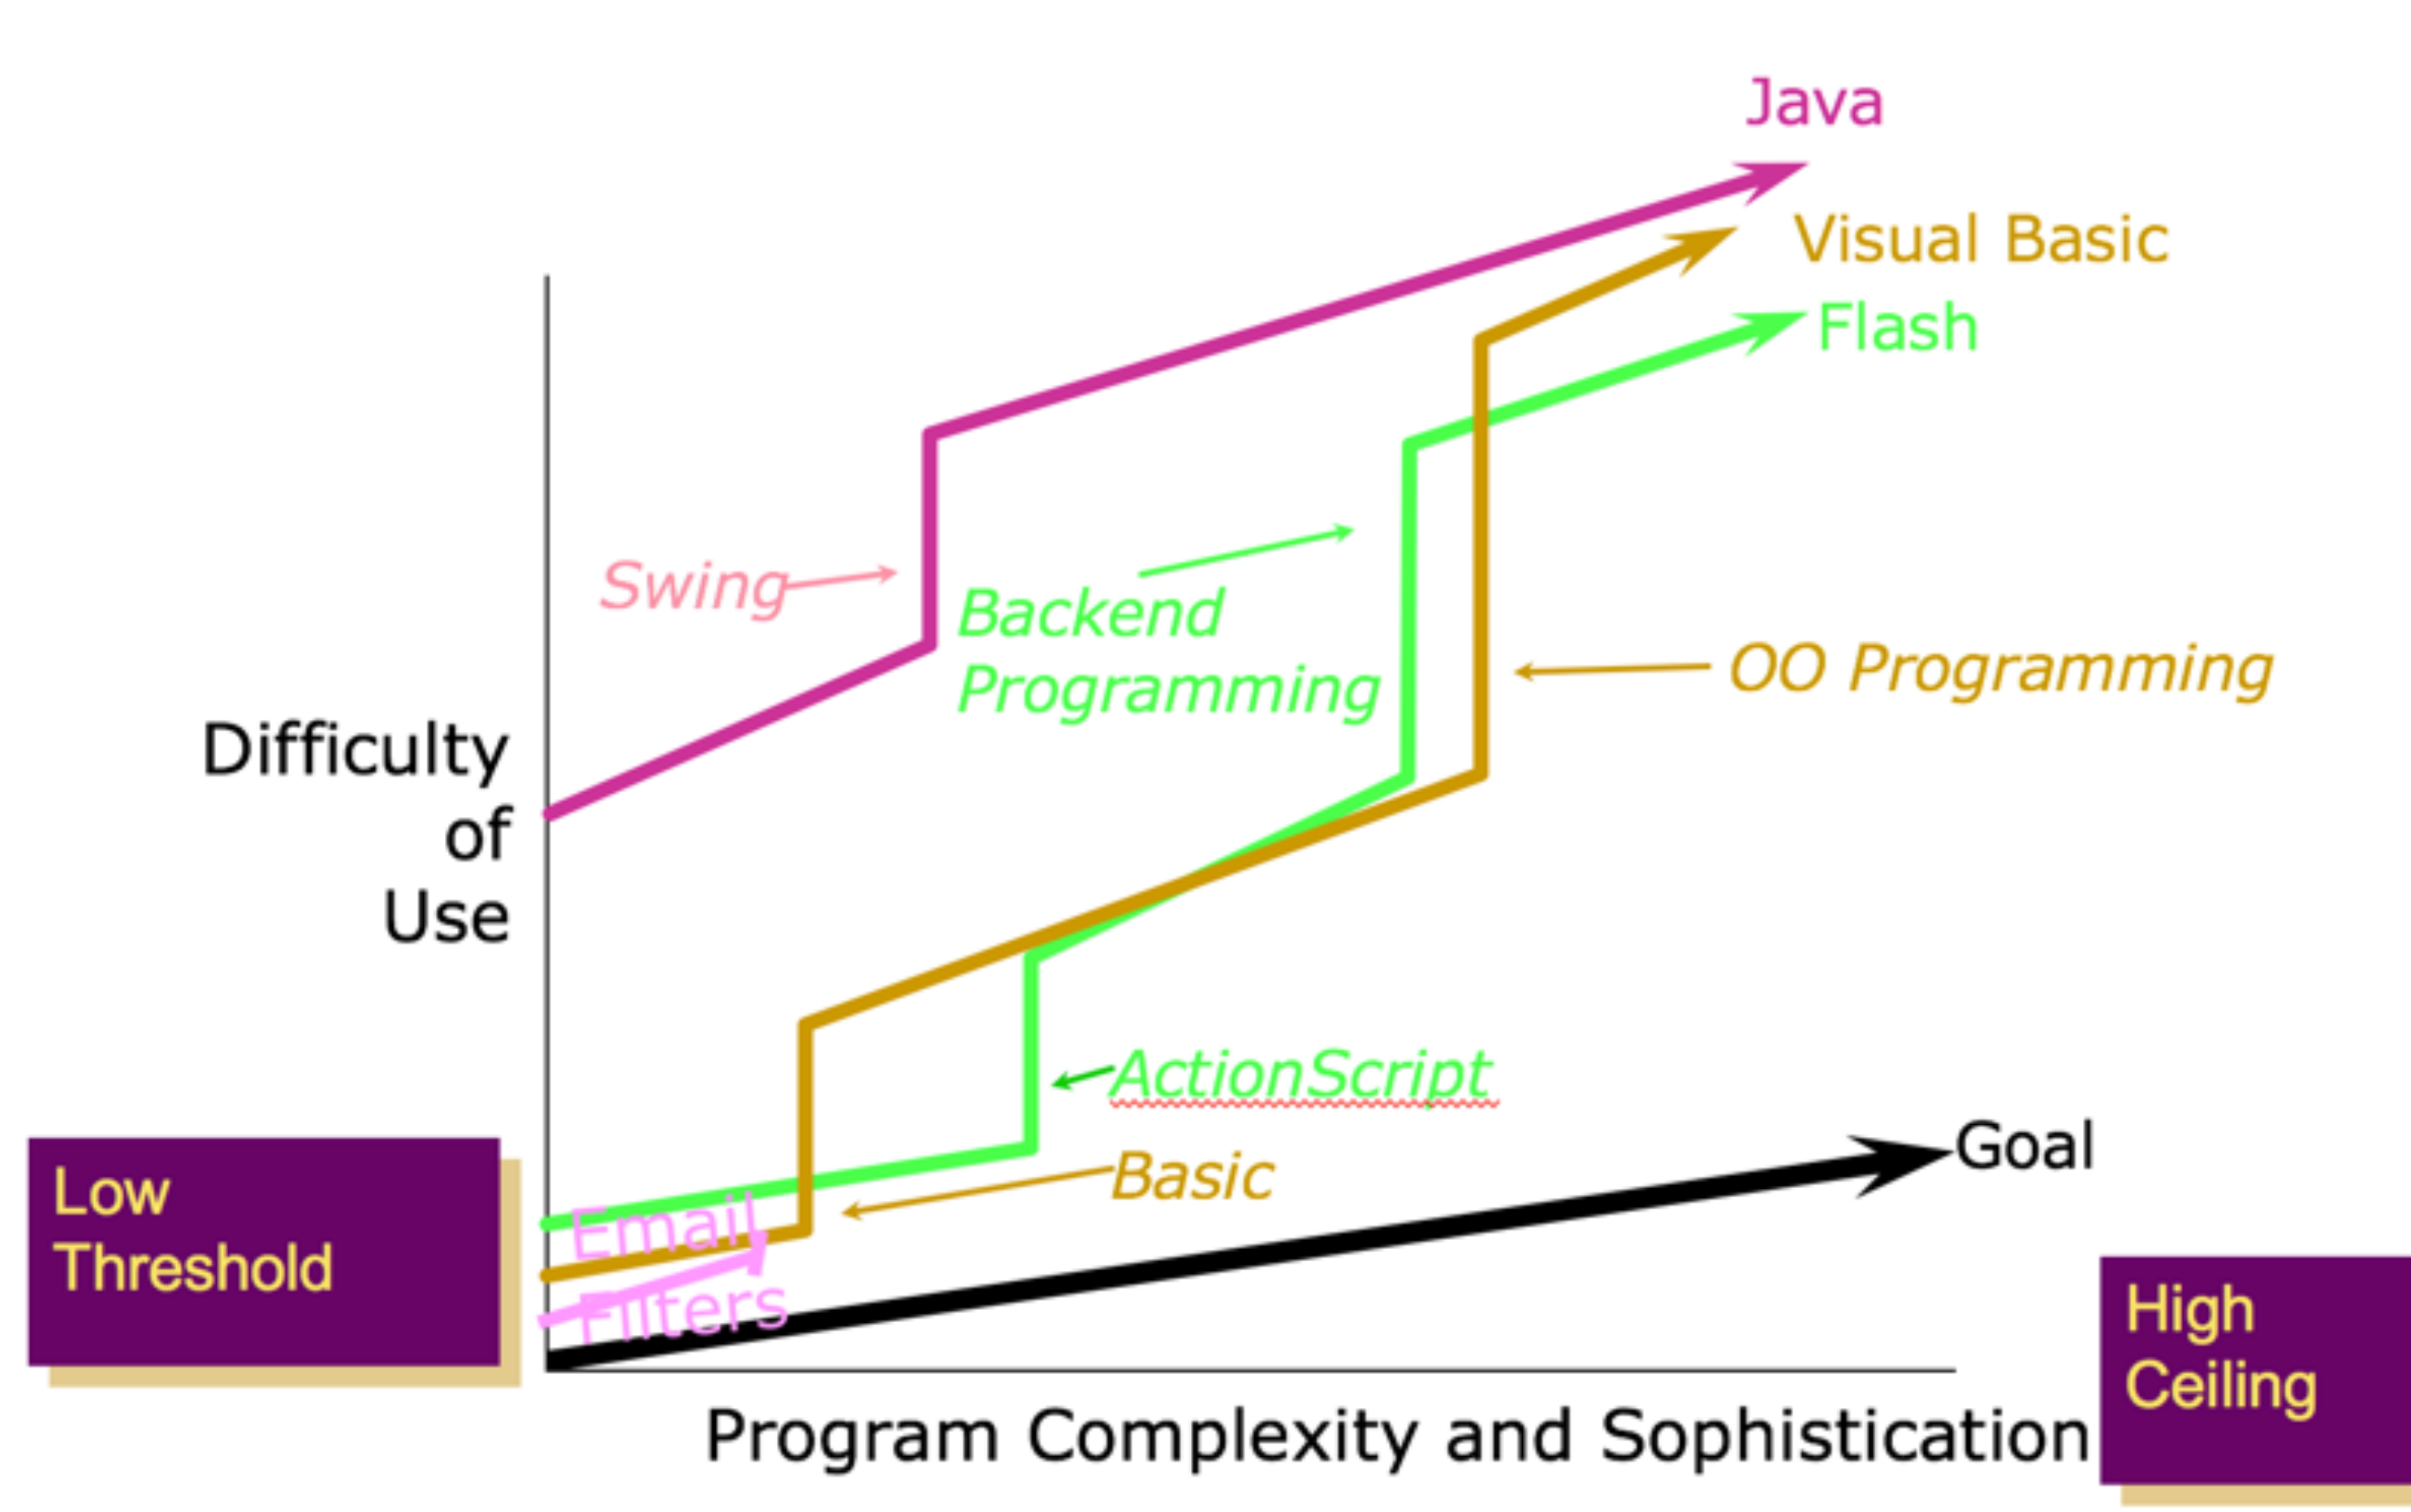 Java
Visual Basic
Flash
Swing
Backend
Programming
OO Programming
Difficulty
of
Use
ActionScript
Basic
Goal
Low
Threshold
Email
Filters
High
Ceiling
Program Complexity and Sophistication